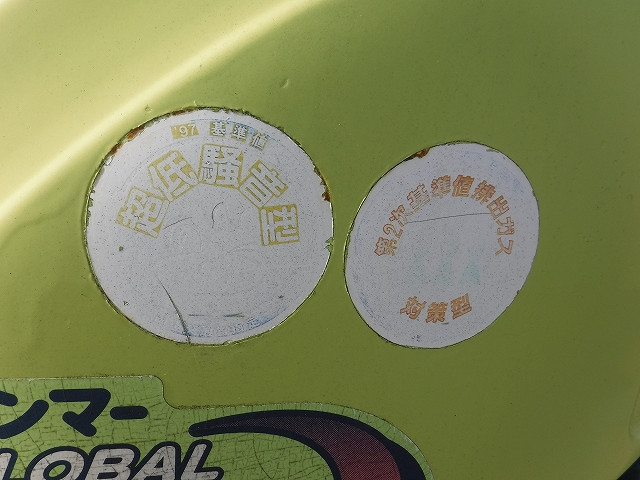 '97 基準値
超低騒音型
第2次基準値排出ガス
対策型
ンマー
LOBAL